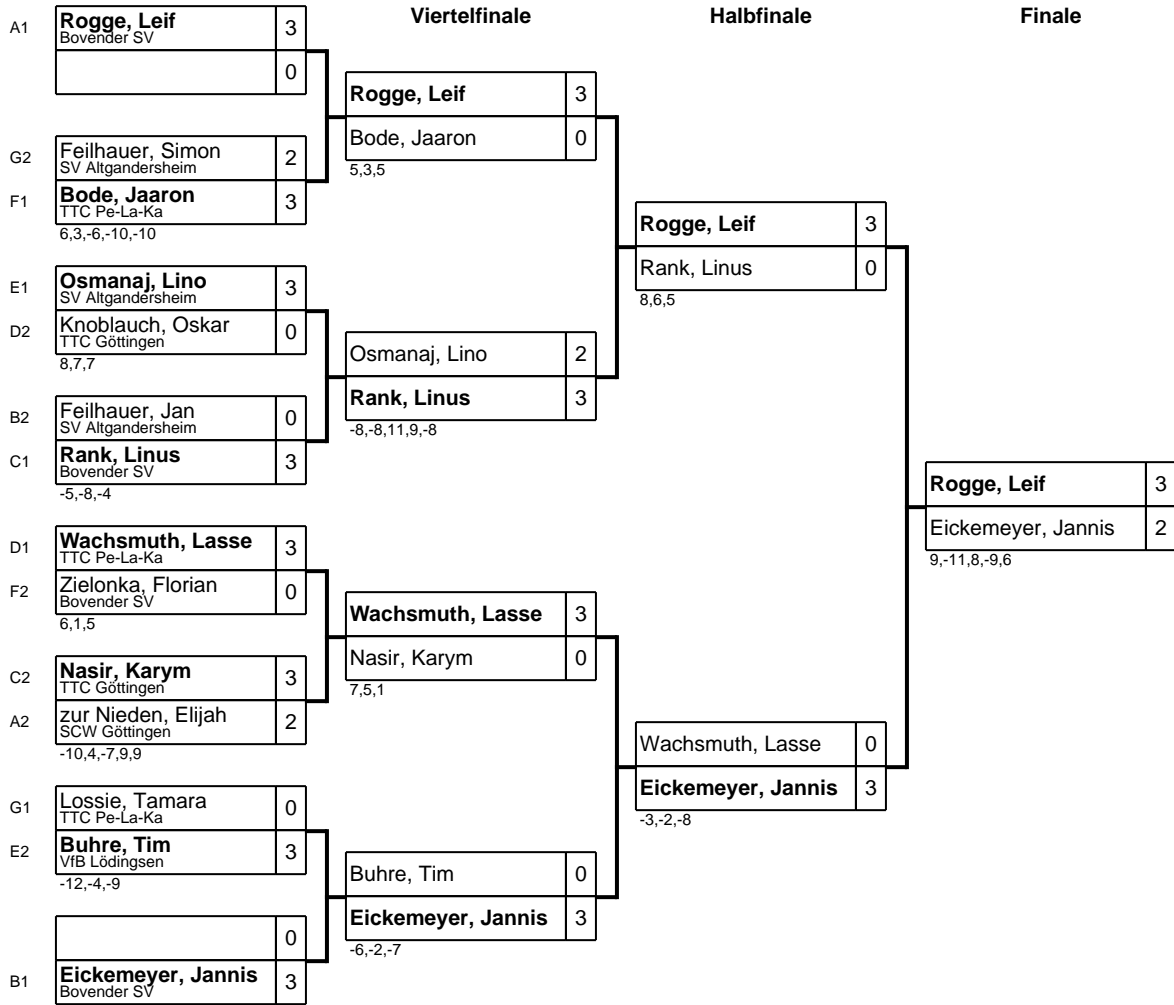 Viertelfinale
Halbfinale
Finale
A1
Rogge, Leif
Bovender SV
3
0
G2
Feilhauer, Simon
SV Altgandersheim
2
F1
Bode, Jaaron
TTC Pe-La-Ka
3
6,3,-6,-10,-10
E1
Osmanaj, Lino
SV Altgandersheim
3
D2
Knoblauch, Oskar
TTC Göttingen
0
8,7,7
B2
Feilhauer, Jan
SV Altgandersheim
0
C1
Rank, Linus
Bovender SV
3
-5,-8,-4
D1
Wachsmuth, Lasse
TTC Pe-La-Ka
3
F2
Zielonka, Florian
Bovender SV
0
6,1,5
C2
Nasir, Karym
TTC Göttingen
3
A2
zur Nieden, Elijah
SCW Göttingen
2
-10,4,-7,9,9
G1
Lossie, Tamara
TTC Pe-La-Ka
0
E2
Buhre, Tim
VfB Lödingsen
3
-12,-4,-9
0
B1
Eickemeyer, Jannis
Bovender SV
3
Rogge, Leif
3
Bode, Jaaron
0
5,3,5
Osmanaj, Lino
2
Rank, Linus
3
-8,-8,11,9,-8
Wachsmuth, Lasse
3
Nasir, Karym
0
7,5,1
Buhre, Tim
0
Eickemeyer, Jannis
3
-6,-2,-7
Rogge, Leif
3
Rank, Linus
0
8,6,5
Wachsmuth, Lasse
0
Eickemeyer, Jannis
3
-3,-2,-8
Rogge, Leif
3
Eickemeyer, Jannis
2
9,-11,8,-9,6